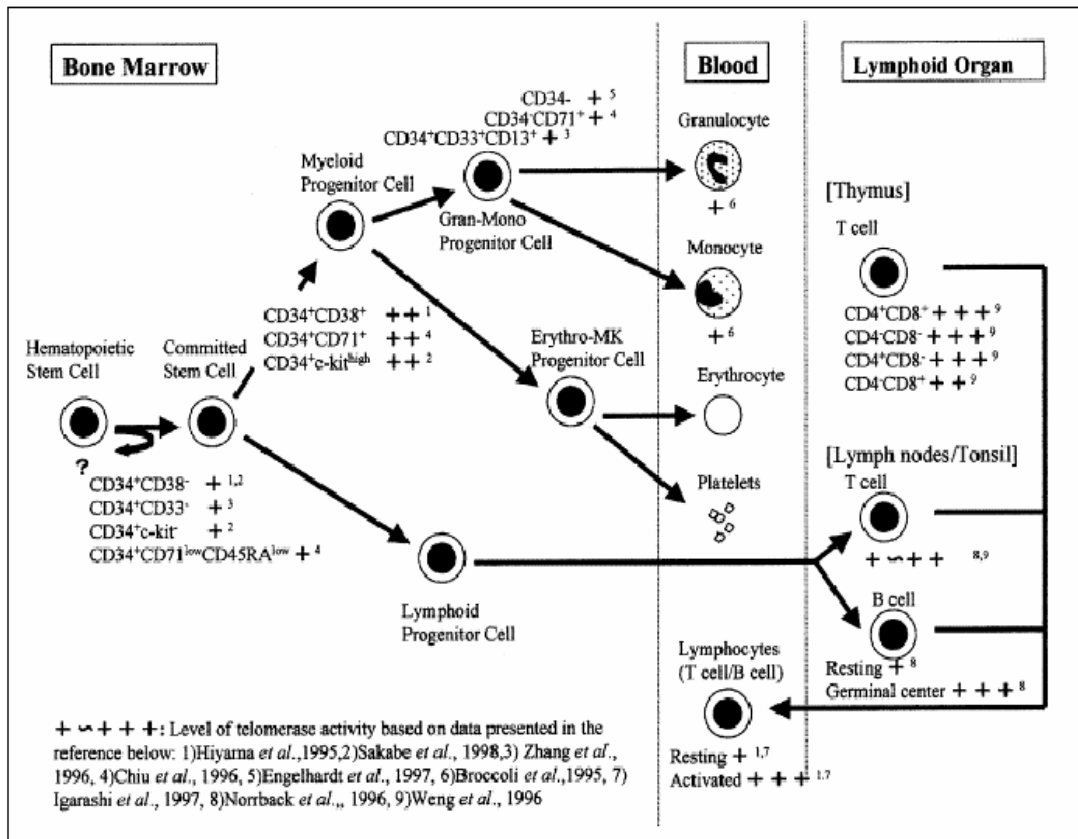 Bone Marrow
Blood
Lymphoid Organ
CD34- + ⁵
CD34⁻CD71⁺ + ⁴
CD34⁺CD33⁺CD13⁺ + ³
Myeloid
Progenitor Cell
Gran-Mono
Progenitor Cell
Granulocyte
+ ⁶
Monocyte
+ ⁶
[Thymus]
T cell
CD4⁺CD8⁺ + + + ⁹
CD4⁻CD8⁻ + + + ⁹
CD4⁺CD8⁻ + + + ⁹
CD4⁻CD8⁺ + + ⁹
CD34⁺CD38⁺ + + ¹
CD34⁺CD71⁺ + + ⁴
CD34⁺c-kitʰⁱᵍʰ + + ²
Hematopoietic
Stem Cell
Committed
Stem Cell
Erythro-MK
Progenitor Cell
Erythrocyte
Platelets
?
CD34⁺CD38⁻ + ¹,²
CD34⁺CD33⁻ + ³
CD34⁺c-kit⁻ + ²
CD34⁺CD71ˡᵒʷCD45RAˡᵒʷ + ⁴
Lymphoid
Progenitor Cell
[Lymph nodes/Tonsil]
T cell
+ ~ + + ⁸,⁹
B cell
Resting + ⁸
Germinal center + + + ⁸
Lymphocytes
(T cell/B cell)
Resting + ¹,⁷
Activated + + + ¹,⁷
+ ~ + + +: Level of telomerase activity based on data presented in the
reference below: 1)Hiyama et al.,1995,2)Sakabe et al., 1998,3) Zhang et al.,
1996, 4)Chiu et al., 1996, 5)Engelhardt et al., 1997, 6)Broccoli et al.,1995, 7)
Igarashi et al., 1997, 8)Norrback et al.,, 1996, 9)Weng et al., 1996